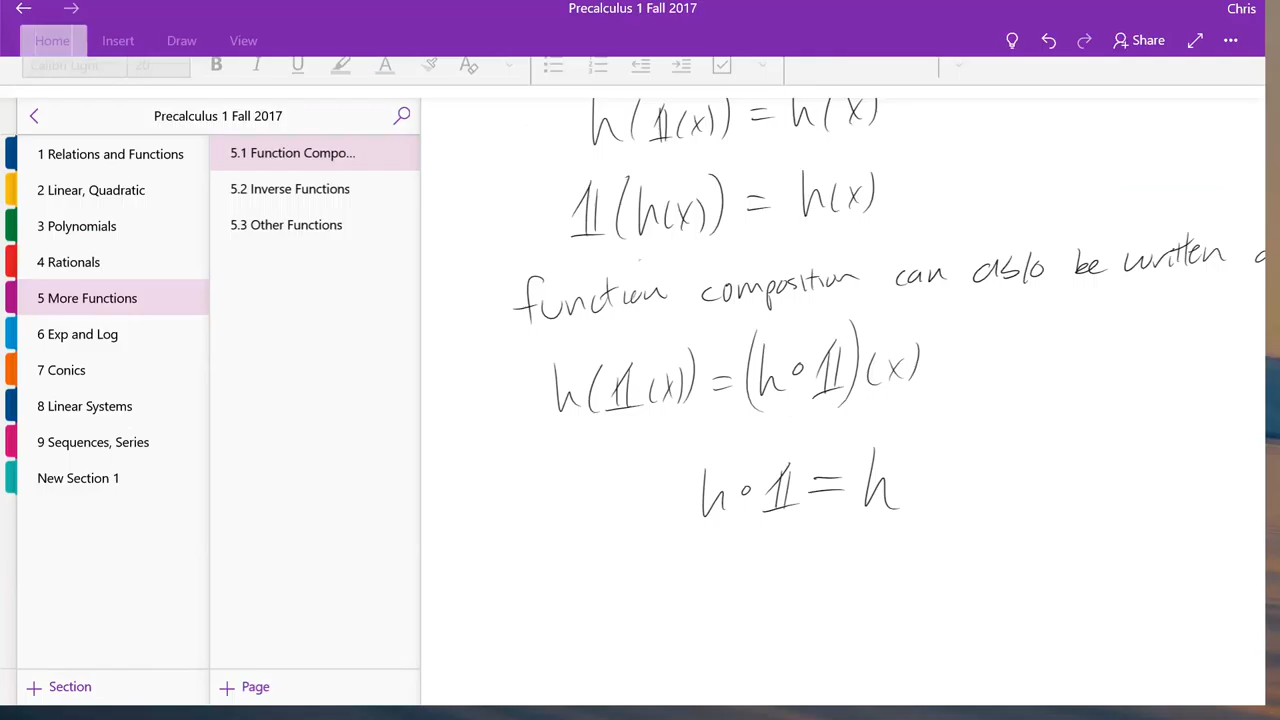 Precalculus 1 Fall 2017
Chris
Home Insert Draw View
Share
Calibri Light 20
B I U A
Precalculus 1 Fall 2017
1 Relations and Functions
2 Linear, Quadratic
3 Polynomials
4 Rationals
5 More Functions
6 Exp and Log
7 Conics
8 Linear Systems
9 Sequences, Series
New Section 1
5.1 Function Compo...
5.2 Inverse Functions
5.3 Other Functions
h(𝟙(x)) = h(x)
𝟙(h(x)) = h(x)
function composition can also be written
h(𝟙(x)) = (h∘𝟙)(x)
h∘𝟙 = h
+ Section
+ Page